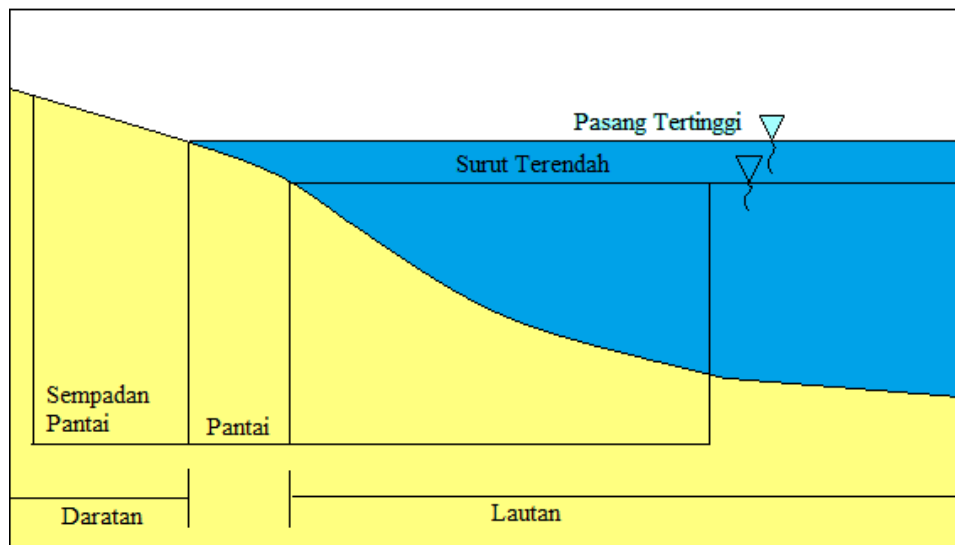 Pasang Tertinggi
Surut Terendah
Sempadan
Pantai
Pantai
Daratan
Lautan